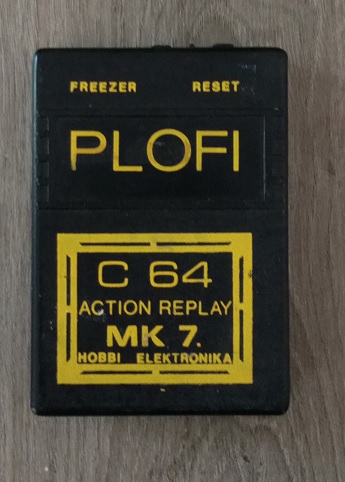 FREEZER RESET
PLOFI
C 64
ACTION REPLAY
MK 7.
HOBBI ELEKTRONIKA